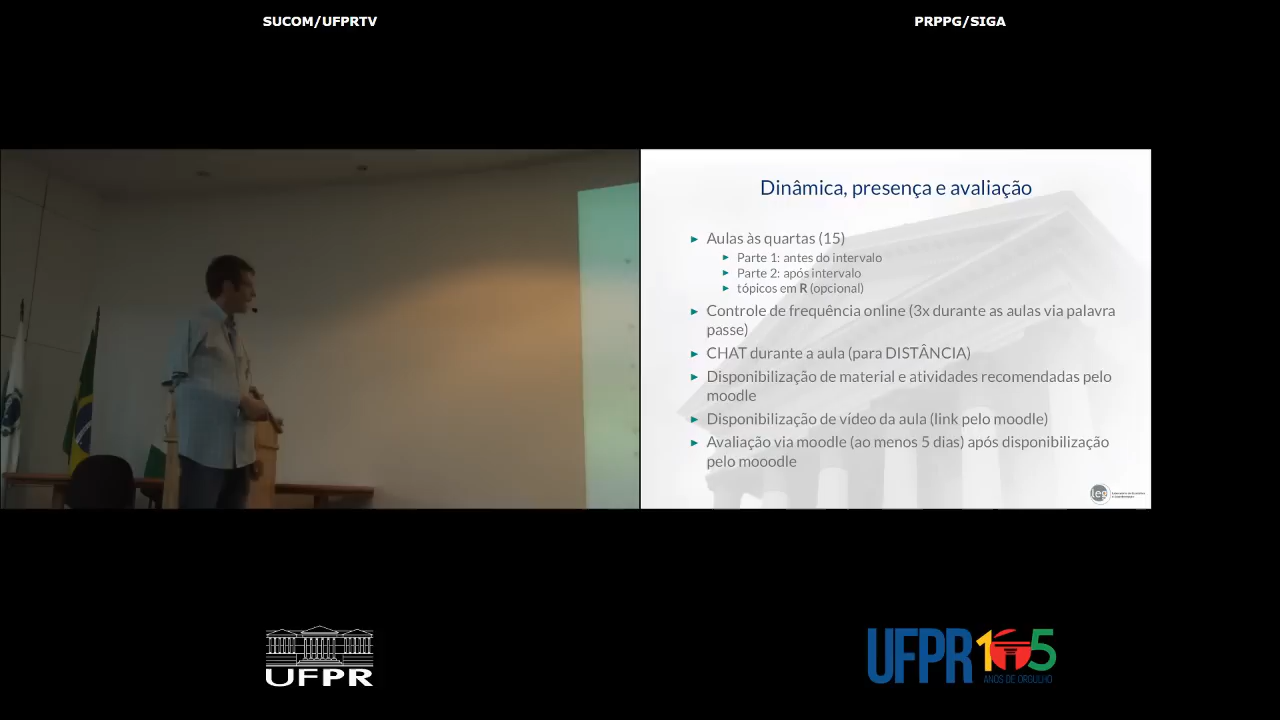 SUCOM/UFPRTV
PRPPG/SIGA
Dinâmica, presença e avaliação
Aulas às quartas (15)
Parte 1: antes do intervalo
Parte 2: após intervalo
tópicos em R (opcional)
Controle de frequência online (3x durante as aulas via palavra
passe)
CHAT durante a aula (para DISTÂNCIA)
Disponibilização de material e atividades recomendadas pelo
moodle
Disponibilização de vídeo da aula (link pelo moodle)
Avaliação via moodle (ao menos 5 dias) após disponibilização
pelo mooodle
leg
UFPR
UFPR 105
ANOS DE ORGULHO